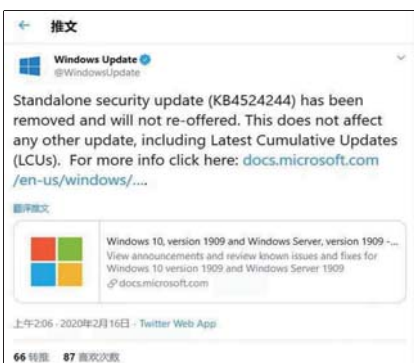 ← 推文
Windows Update
@WindowsUpdate
Standalone security update (KB4524244) has been
removed and will not re-offered. This does not affect
any other update, including Latest Cumulative Updates
(LCUs). For more info click here: docs.microsoft.com
/en-us/windows/....
翻译推文
Windows 10, version 1909 and Windows Server, version 1909 -...
View announcements and review known issues and fixes for
Windows 10 version 1909 and Windows Server 1909
docs.microsoft.com
上午2:06 · 2020年2月16日 · Twitter Web App
66 转推 87 喜欢次数